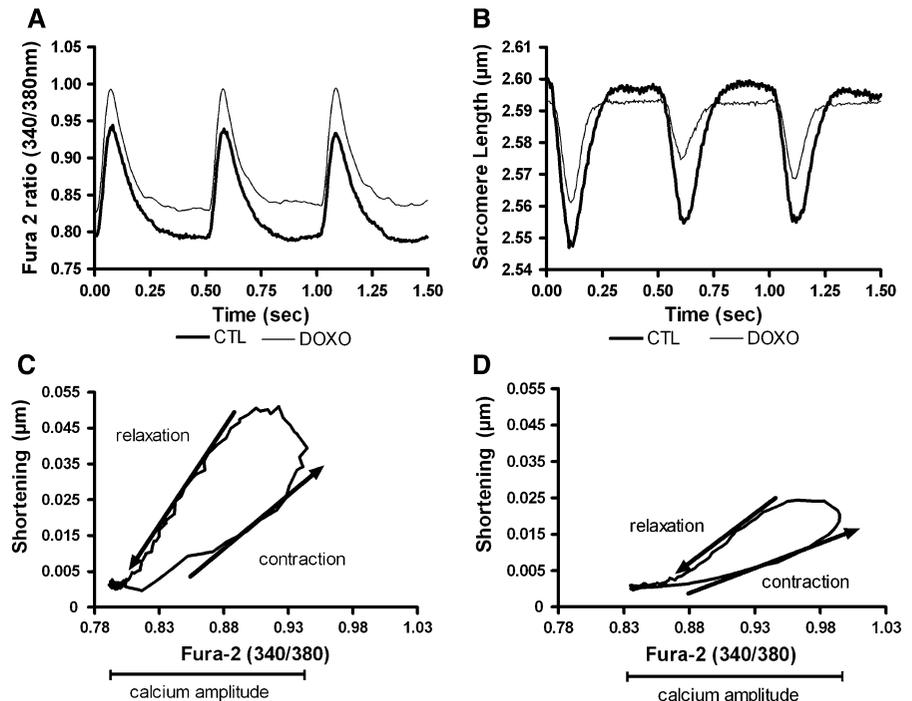 A
Fura 2 ratio (340/380nm)
1.05
1.00
0.95
0.90
0.85
0.80
0.75
0.00 0.25 0.50 0.75 1.00 1.25 1.50
Time (sec)
CTL DOXO
B
Sarcomere Length (µm)
2.61
2.60
2.59
2.58
2.57
2.56
2.55
2.54
0.00 0.25 0.50 0.75 1.00 1.25 1.50
Time (sec)
CTL DOXO
C
Shortening (µm)
0.055
0.045
0.035
0.025
0.015
0.005
0
relaxation
contraction
0.78 0.83 0.88 0.93 0.98 1.03
Fura-2 (340/380)
calcium amplitude
D
Shortening (µm)
0.055
0.045
0.035
0.025
0.015
0.005
0
relaxation
contraction
0.78 0.83 0.88 0.93 0.98 1.03
Fura-2 (340/380)
calcium amplitude